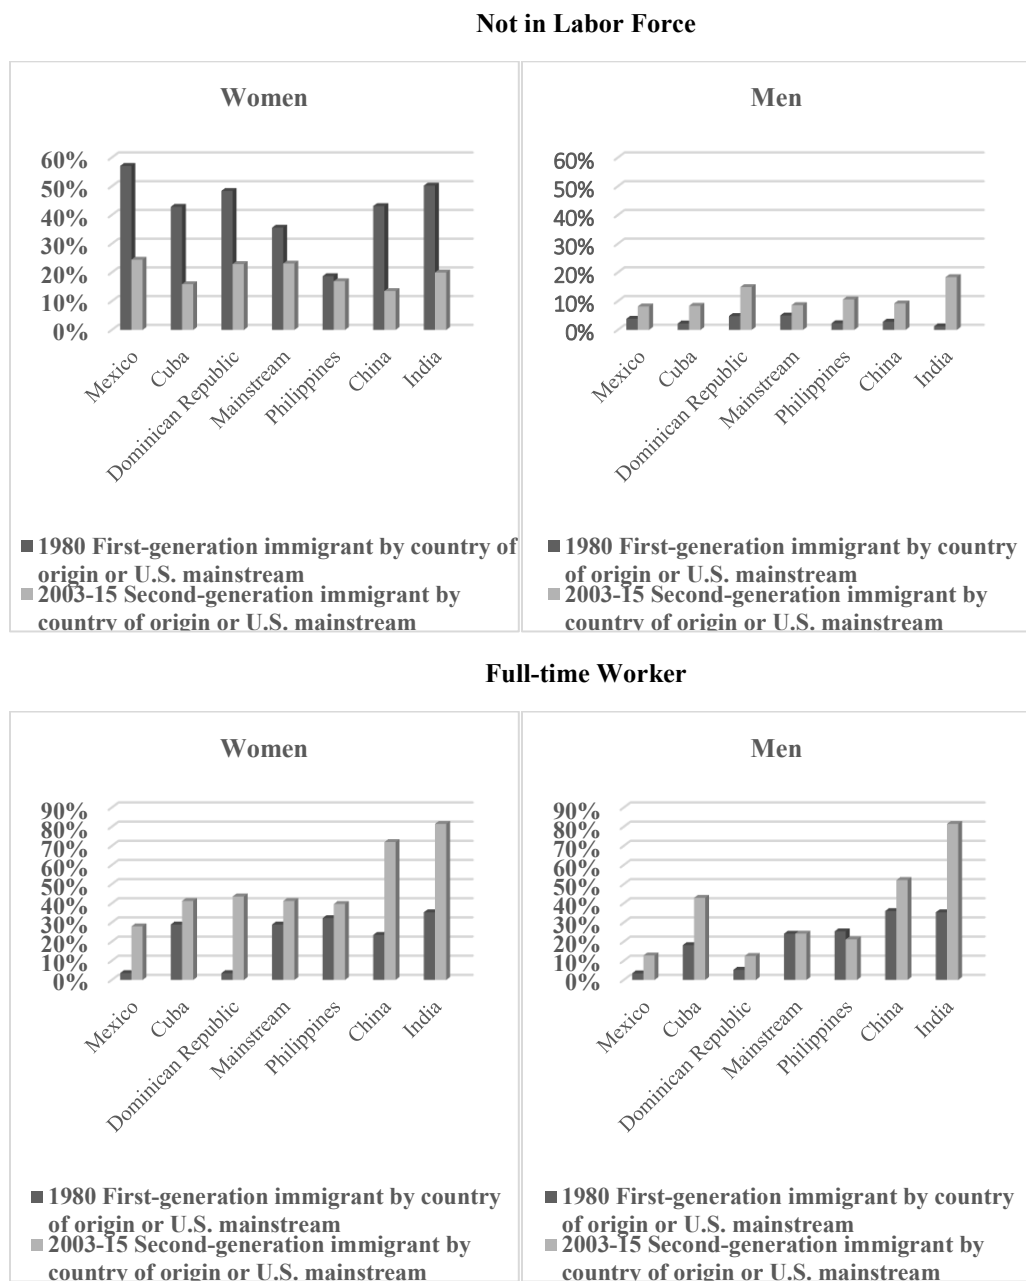 Not in Labor Force
Women
60%
50%
40%
30%
20%
10%
0%
Mexico
Cuba
Dominican Republic
Mainstream
Philippines
China
India
1980 First-generation immigrant by country of
origin or U.S. mainstream
2003-15 Second-generation immigrant by
country of origin or U.S. mainstream
Men
60%
50%
40%
30%
20%
10%
0%
Mexico
Cuba
Dominican Republic
Mainstream
Philippines
China
India
1980 First-generation immigrant by country
of origin or U.S. mainstream
2003-15 Second-generation immigrant by
country of origin or U.S. mainstream
Full-time Worker
Women
90%
80%
70%
60%
50%
40%
30%
20%
10%
0%
Mexico
Cuba
Dominican Republic
Mainstream
Philippines
China
India
1980 First-generation immigrant by country
of origin or U.S. mainstream
2003-15 Second-generation immigrant by
country of origin or U.S. mainstream
Men
90%
80%
70%
60%
50%
40%
30%
20%
10%
0%
Mexico
Cuba
Dominican Republic
Mainstream
Philippines
China
India
1980 First-generation immigrant by country
of origin or U.S. mainstream
2003-15 Second-generation immigrant by
country of origin or U.S. mainstream